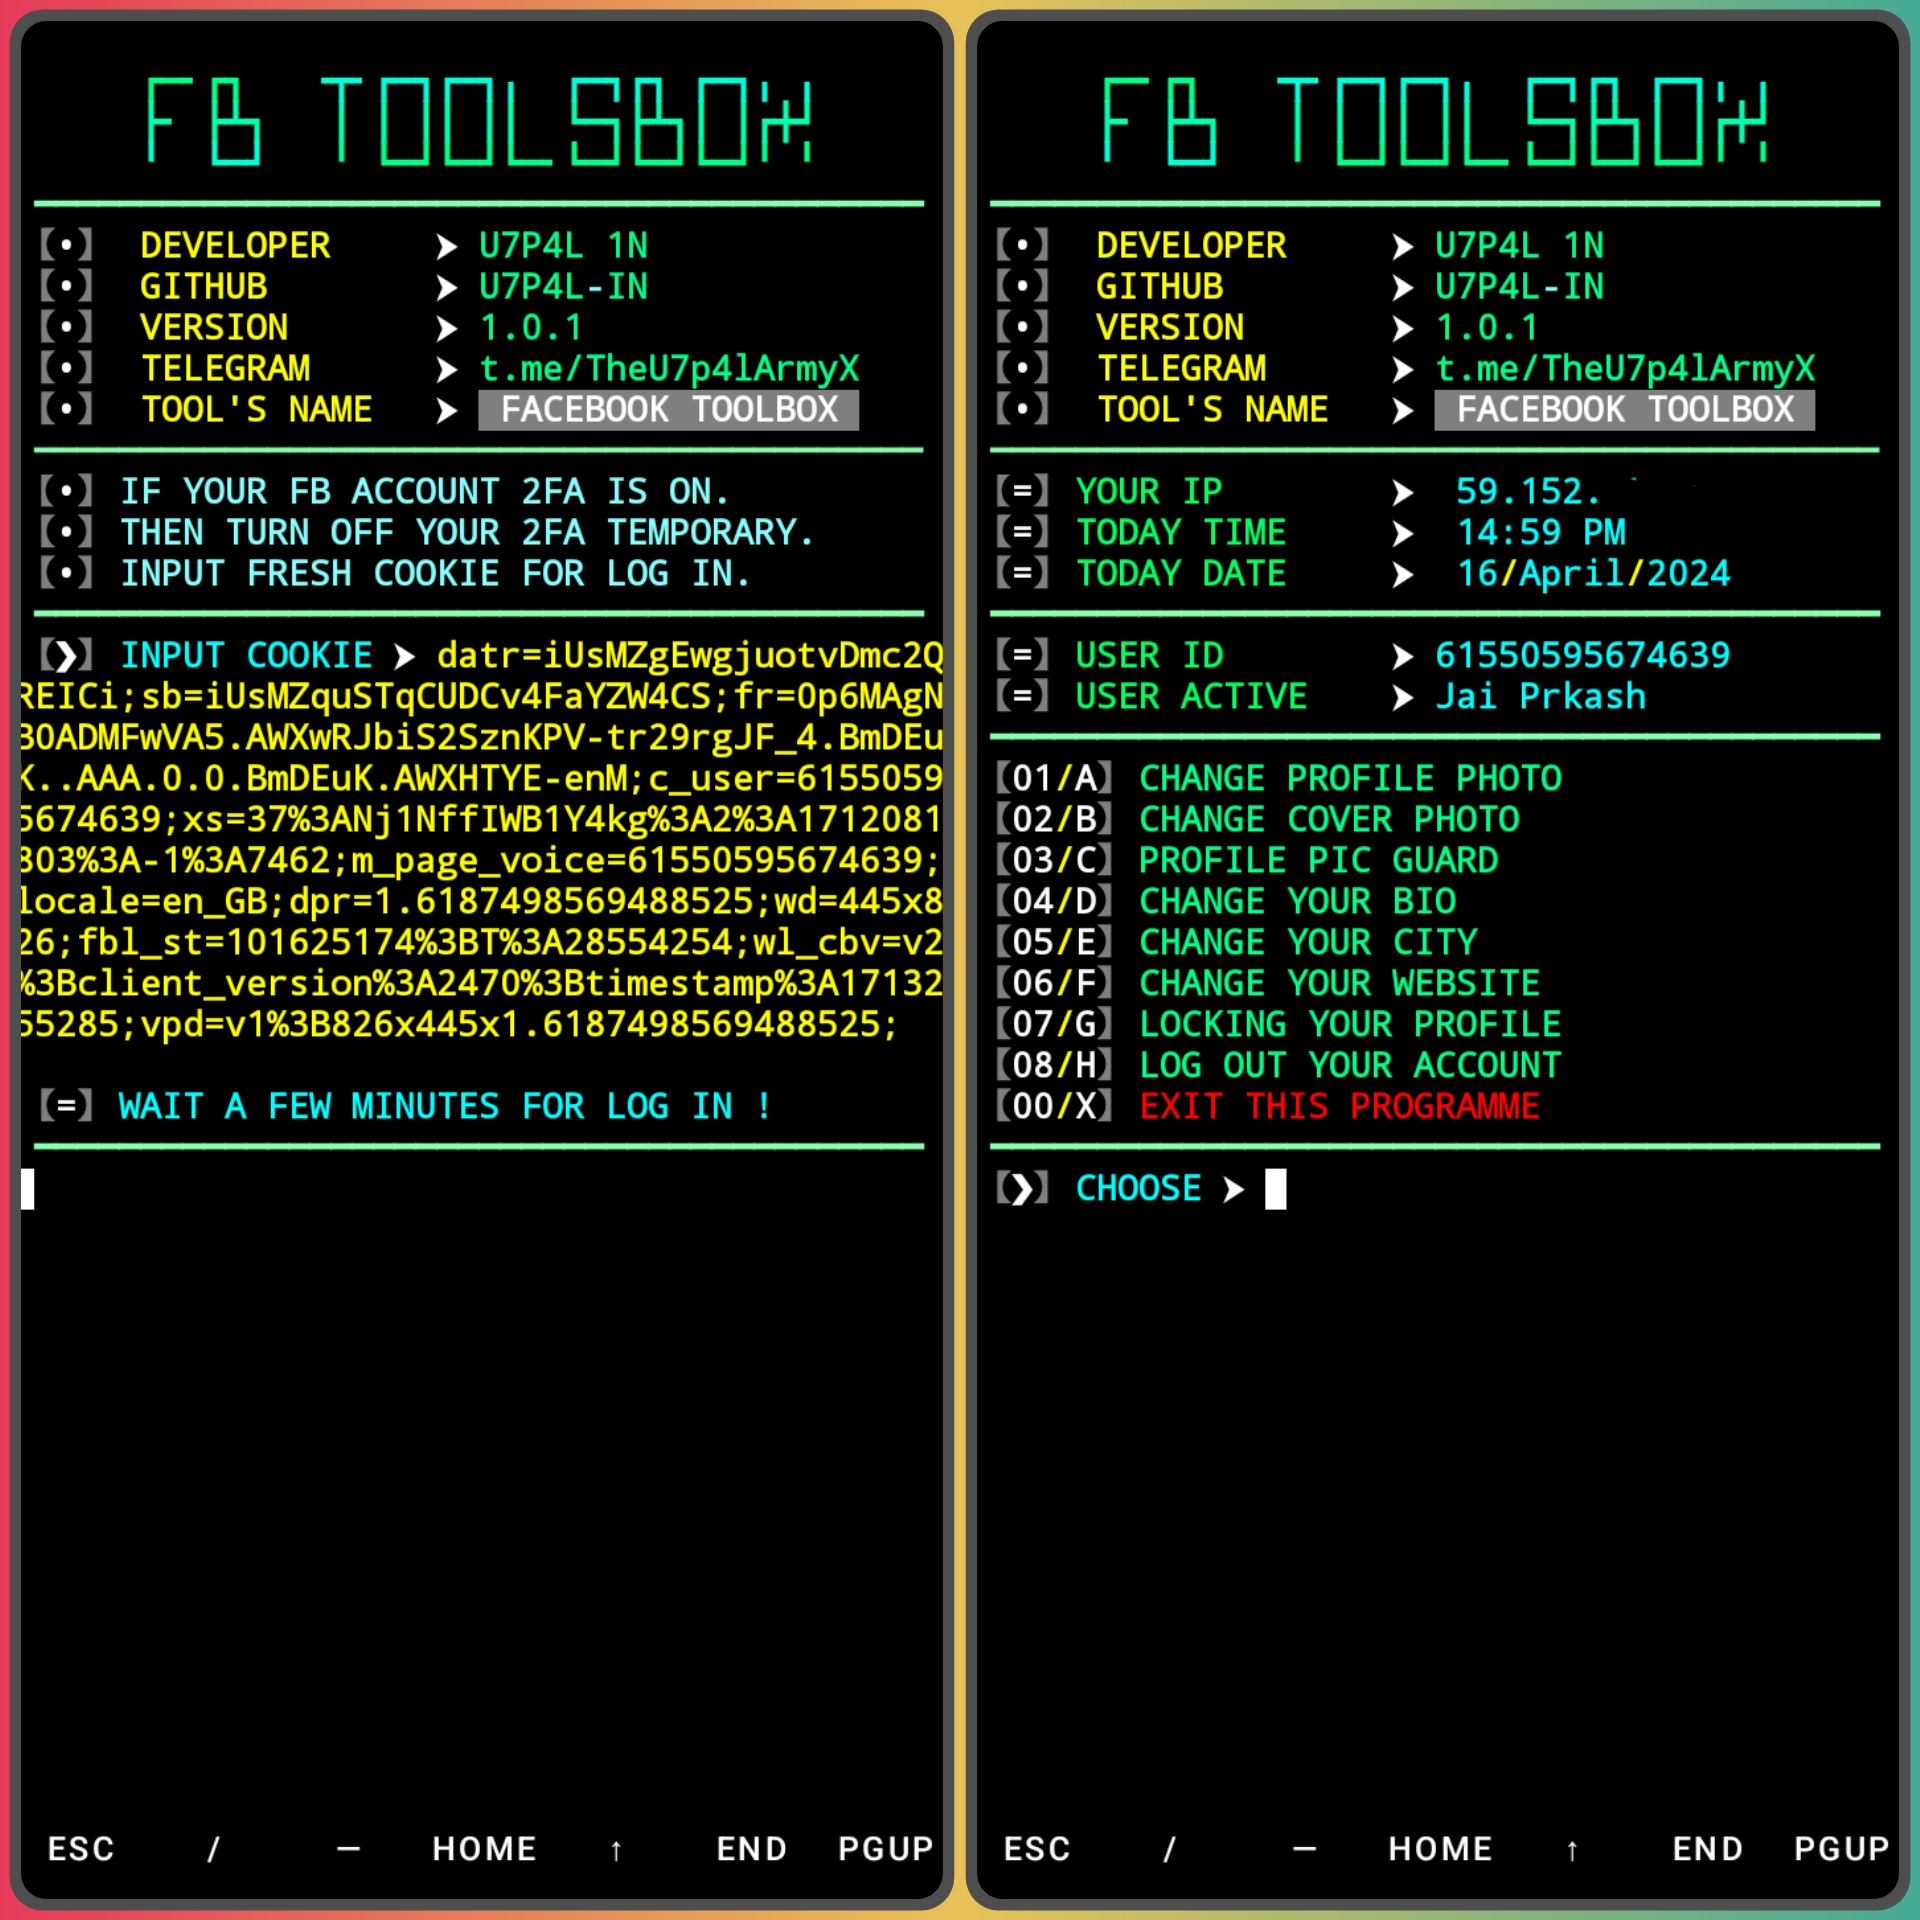 FB TOOLSBOX
[•] DEVELOPER ➤ U7P4L 1N
[•] GITHUB ➤ U7P4L-IN
[•] VERSION ➤ 1.0.1
[•] TELEGRAM ➤ t.me/TheU7p4lArmyX
[•] TOOL'S NAME ➤ FACEBOOK TOOLBOX
[•] IF YOUR FB ACCOUNT 2FA IS ON.
[•] THEN TURN OFF YOUR 2FA TEMPORARY.
[•] INPUT FRESH COOKIE FOR LOG IN.
[❯] INPUT COOKIE ➤ datr=iUsMZgEwgjuotvDmc2Q
REICi;sb=iUsMZquSTqCUDCv4FaYZW4CS;fr=0p6MAgN
0ADMFwVA5.AWXwRJbiS2SznKPV-tr29rgJF_4.BmDEu
K..AAA.0.0.BmDEuK.AWXHTYE-enM;c_user=6155059
5674639;xs=37%3ANj1NffIWB1Y4kg%3A2%3A1712081
03%3A-1%3A7462;m_page_voice=61550595674639;
locale=en_GB;dpr=1.6187498569488525;wd=445x8
26;fbl_st=101625174%3BT%3A28554254;wl_cbv=v2
%3Bclient_version%3A2470%3Btimestamp%3A17132
55285;vpd=v1%3B826x445x1.6187498569488525;
[=] WAIT A FEW MINUTES FOR LOG IN !
ESC / — HOME ↑ END PGUP
FB TOOLSBOX
[•] DEVELOPER ➤ U7P4L 1N
[•] GITHUB ➤ U7P4L-IN
[•] VERSION ➤ 1.0.1
[•] TELEGRAM ➤ t.me/TheU7p4lArmyX
[•] TOOL'S NAME ➤ FACEBOOK TOOLBOX
[=] YOUR IP ➤ 59.152.
[=] TODAY TIME ➤ 14:59 PM
[=] TODAY DATE ➤ 16/April/2024
[=] USER ID ➤ 61550595674639
[=] USER ACTIVE ➤ Jai Prkash
[01/A] CHANGE PROFILE PHOTO
[02/B] CHANGE COVER PHOTO
[03/C] PROFILE PIC GUARD
[04/D] CHANGE YOUR BIO
[05/E] CHANGE YOUR CITY
[06/F] CHANGE YOUR WEBSITE
[07/G] LOCKING YOUR PROFILE
[08/H] LOG OUT YOUR ACCOUNT
[00/X] EXIT THIS PROGRAMME
[❯] CHOOSE ➤
ESC / — HOME ↑ END PGUP